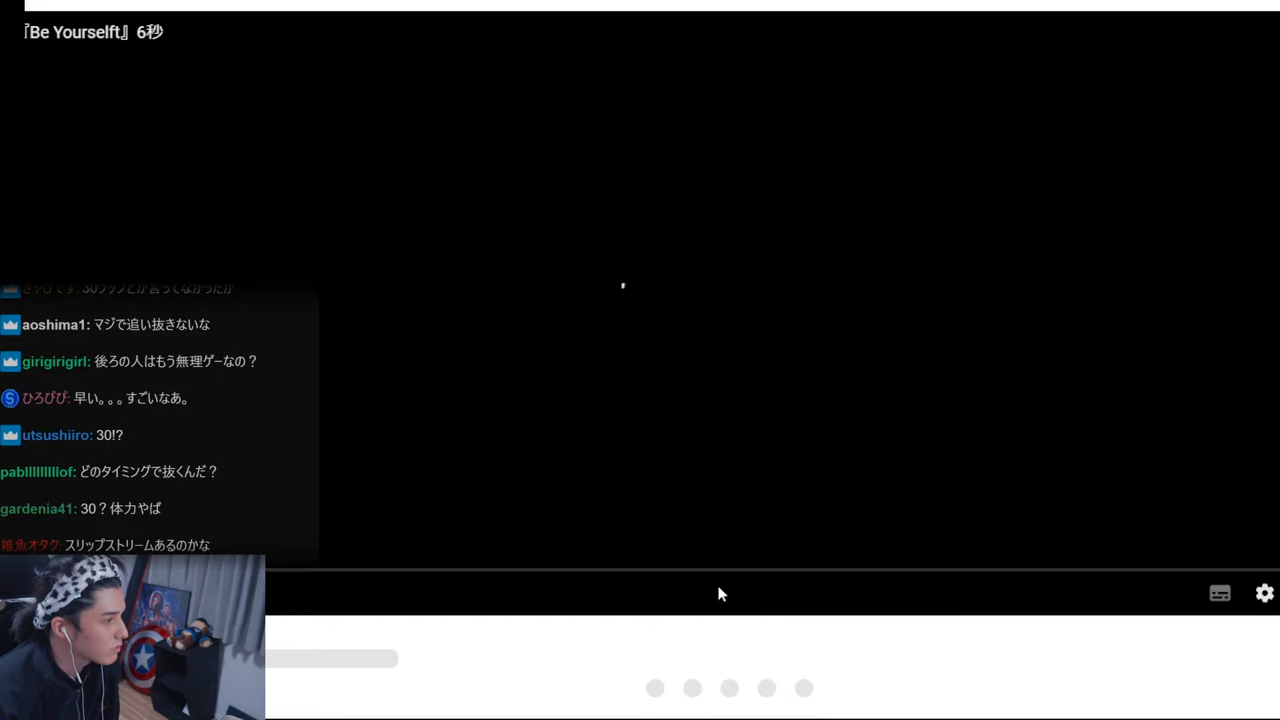 『Be Yourselft』 6秒
aoshima1: マジで追い抜きないな
girigirigirl: 後ろの人はもう無理ゲーなの？
ひろぴぴ: 早い。。。すごいなあ。
utsushiiro: 30!?
pablllllllllof: どのタイミングで抜くんだ？
gardenia41: 30？体力やば
雑魚オタク: スリップストリームあるのかな